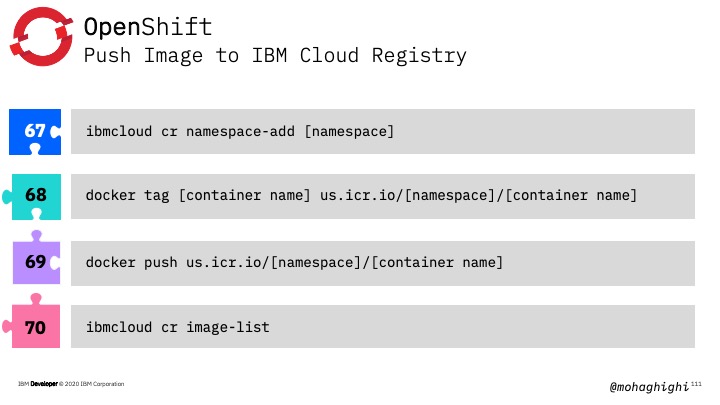 OpenShift
Push Image to IBM Cloud Registry
67
ibmcloud cr namespace-add [namespace]
68
docker tag [container name] us.icr.io/[namespace]/[container name]
69
docker push us.icr.io/[namespace]/[container name]
70
ibmcloud cr image-list
IBM Developer © 2020 IBM Corporation
@mohaghighi 111